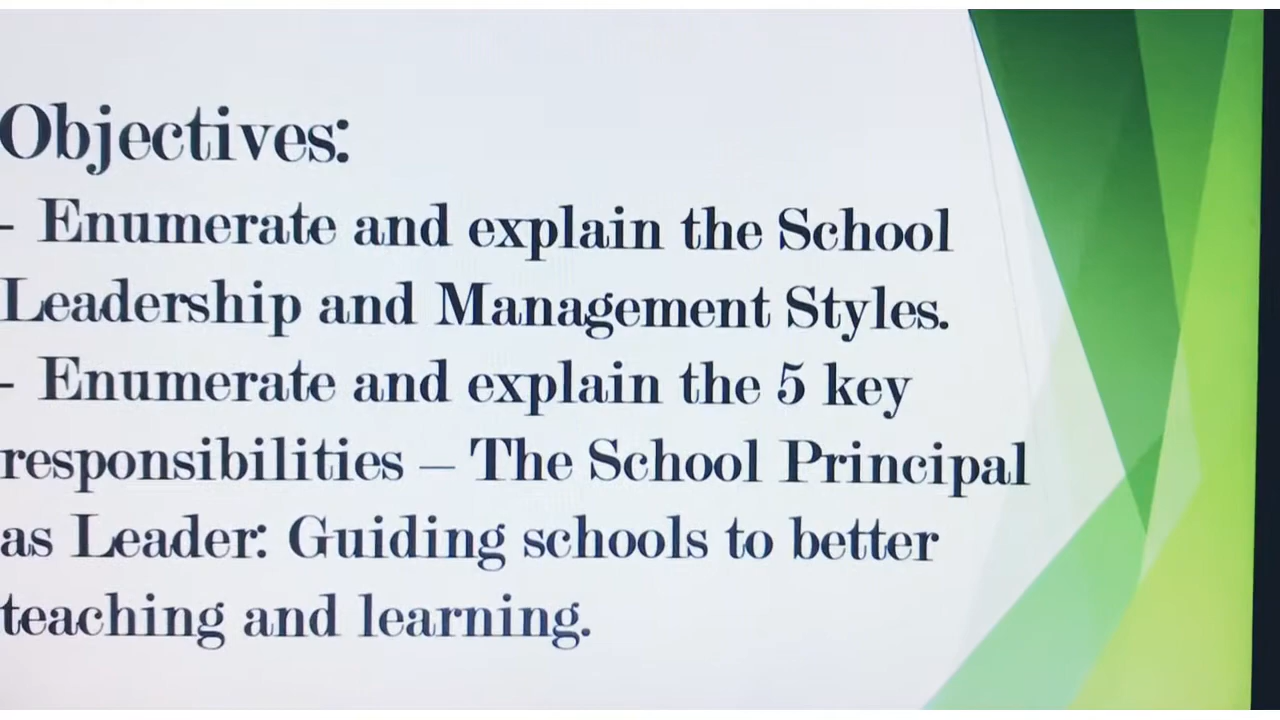 Objectives:
- Enumerate and explain the School
Leadership and Management Styles.
- Enumerate and explain the 5 key
responsibilities – The School Principal
as Leader: Guiding schools to better
teaching and learning.